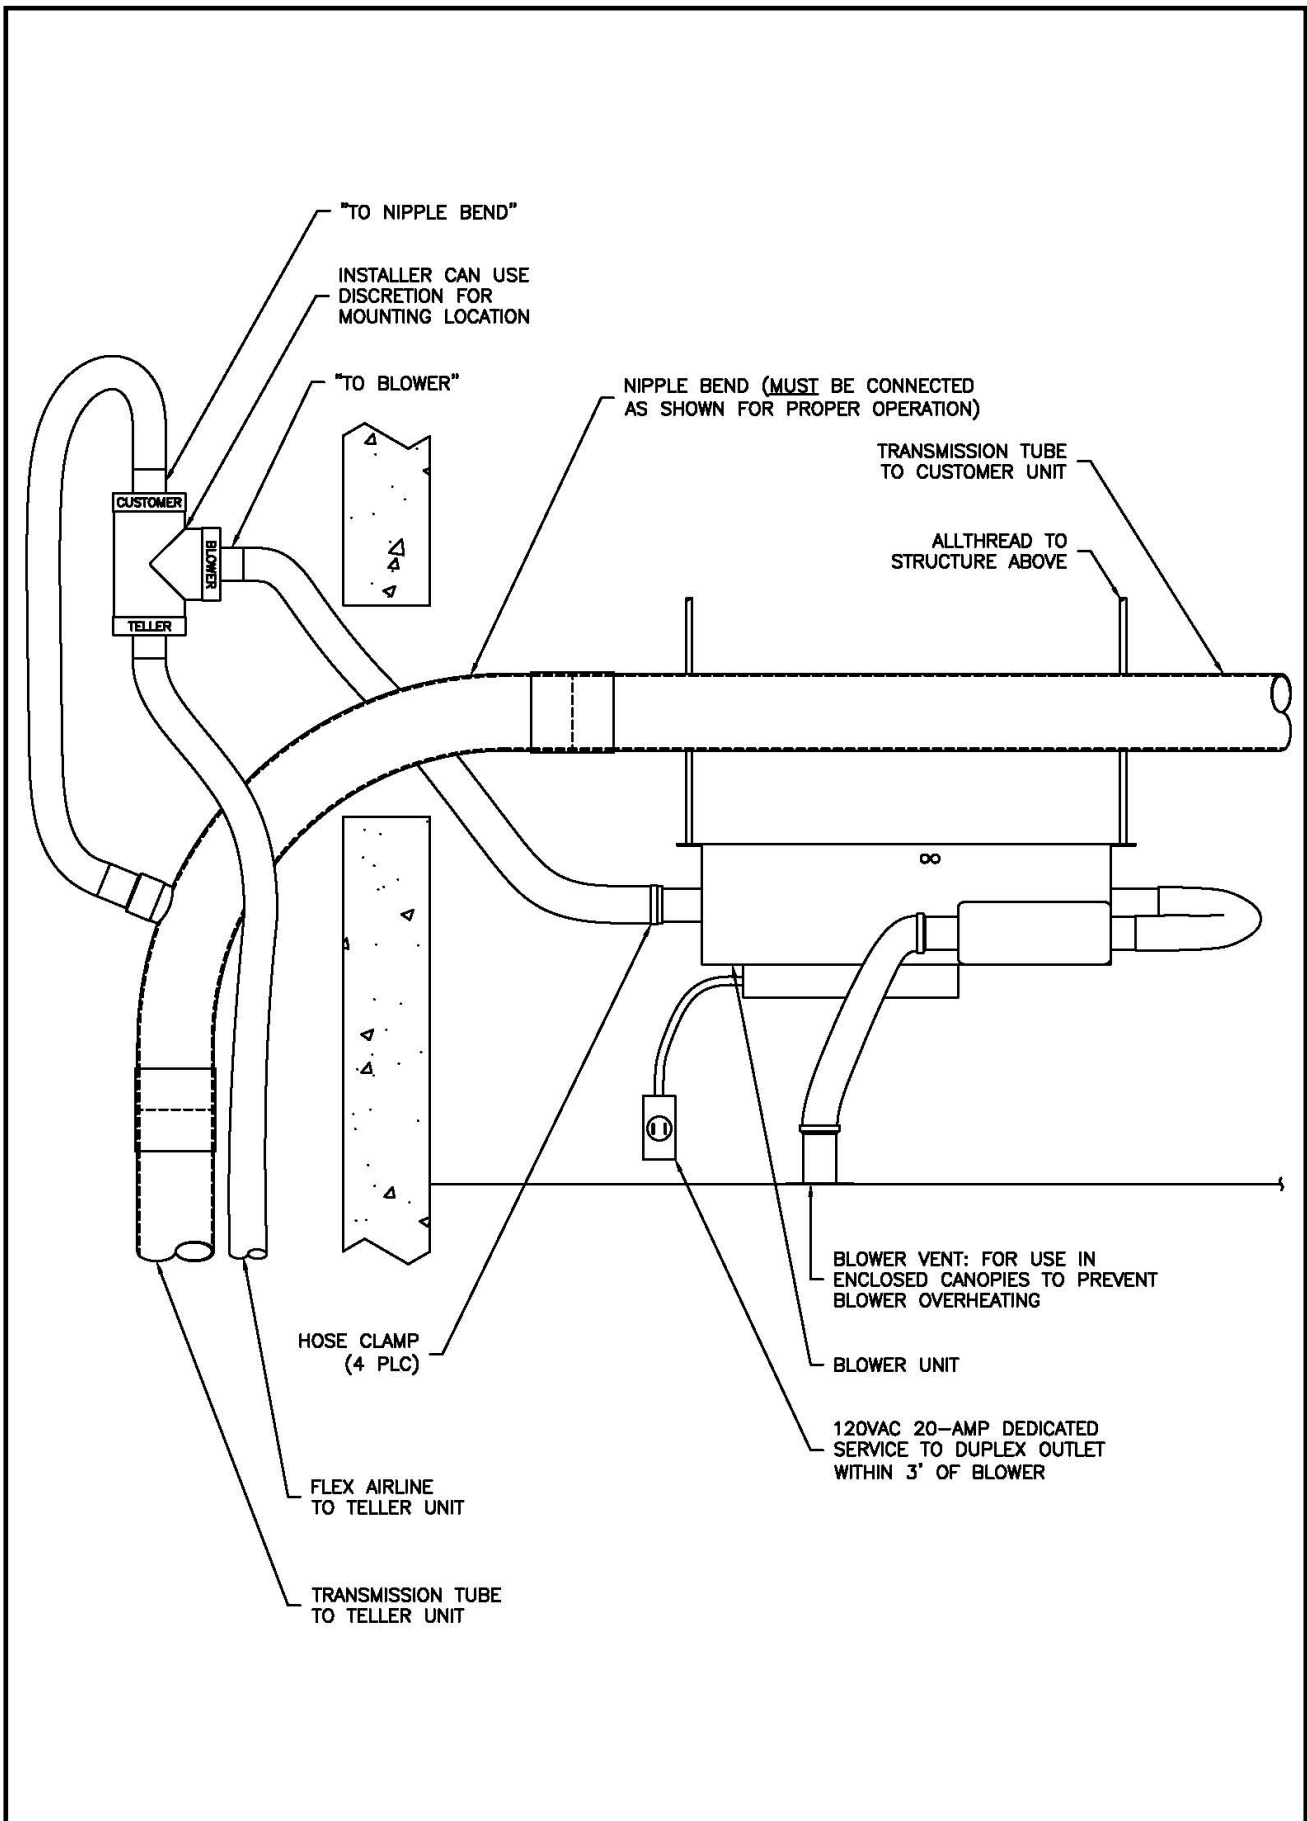 "TO NIPPLE BEND"
INSTALLER CAN USE
DISCRETION FOR
MOUNTING LOCATION
"TO BLOWER"
NIPPLE BEND (MUST BE CONNECTED
AS SHOWN FOR PROPER OPERATION)
TRANSMISSION TUBE
TO CUSTOMER UNIT
CUSTOMER
BLOWER
TELLER
ALLTHREAD TO
STRUCTURE ABOVE
BLOWER VENT: FOR USE IN
ENCLOSED CANOPIES TO PREVENT
BLOWER OVERHEATING
HOSE CLAMP
(4 PLC)
BLOWER UNIT
120VAC 20-AMP DEDICATED
SERVICE TO DUPLEX OUTLET
WITHIN 3' OF BLOWER
FLEX AIRLINE
TO TELLER UNIT
TRANSMISSION TUBE
TO TELLER UNIT